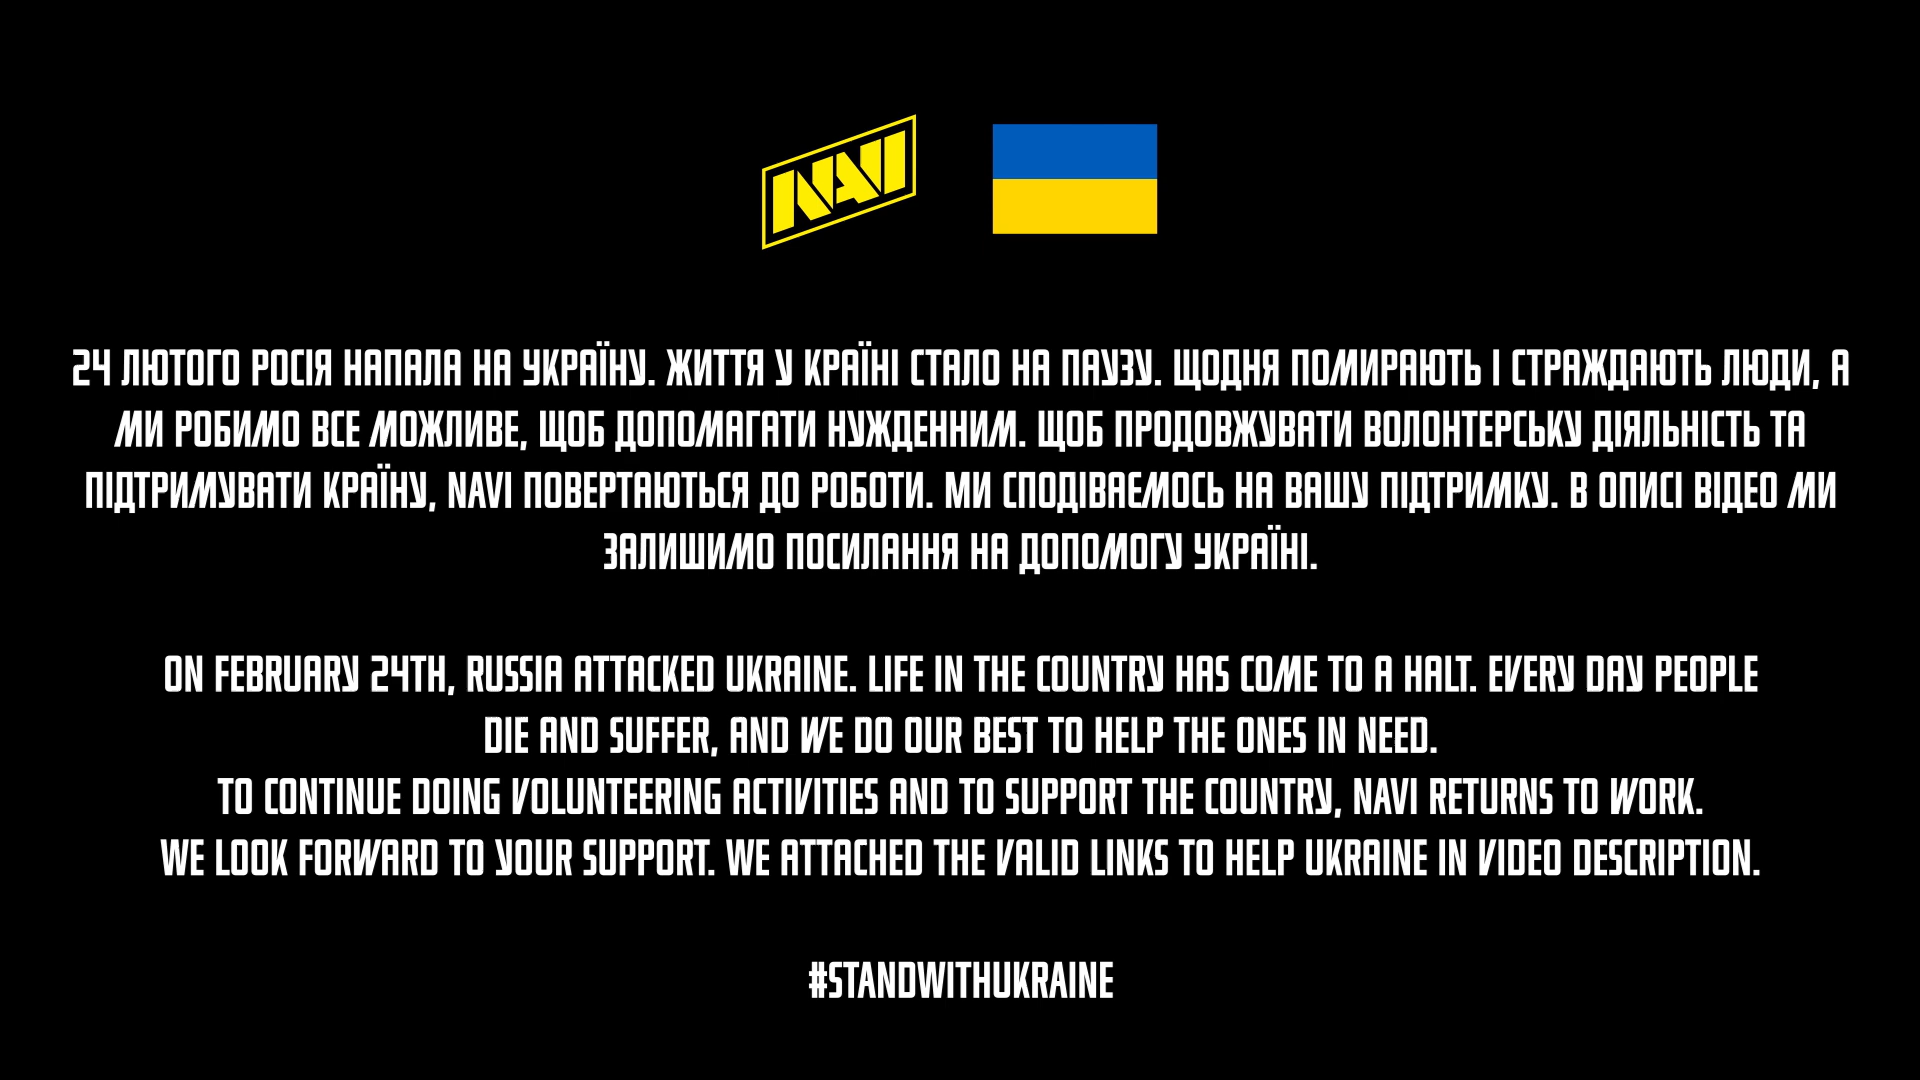 NAVI
24 ЛЮТОГО РОСІЯ НАПАЛА НА УКРАЇНУ. ЖИТТЯ У КРАЇНІ СТАЛО НА ПАУЗУ. ЩОДНЯ ПОМИРАЮТЬ І СТРАЖДАЮТЬ ЛЮДИ, А
МИ РОБИМО ВСЕ МОЖЛИВЕ, ЩОБ ДОПОМАГАТИ НУЖДЕННИМ. ЩОБ ПРОДОВЖУВАТИ ВОЛОНТЕРСЬКУ ДІЯЛЬНІСТЬ ТА
ПІДТРИМУВАТИ КРАЇНУ, NAVI ПОВЕРТАЮТЬСЯ ДО РОБОТИ. МИ СПОДІВАЄМОСЬ НА ВАШУ ПІДТРИМКУ. В ОПИСІ ВІДЕО МИ
ЗАЛИШИМО ПОСИЛАННЯ НА ДОПОМОГУ УКРАЇНІ.
ON FEBRUARY 24TH, RUSSIA ATTACKED UKRAINE. LIFE IN THE COUNTRY HAS COME TO A HALT. EVERY DAY PEOPLE
DIE AND SUFFER, AND WE DO OUR BEST TO HELP THE ONES IN NEED.
TO CONTINUE DOING VOLUNTEERING ACTIVITIES AND TO SUPPORT THE COUNTRY, NAVI RETURNS TO WORK.
WE LOOK FORWARD TO YOUR SUPPORT. WE ATTACHED THE VALID LINKS TO HELP UKRAINE IN VIDEO DESCRIPTION.
#STANDWITHUKRAINE